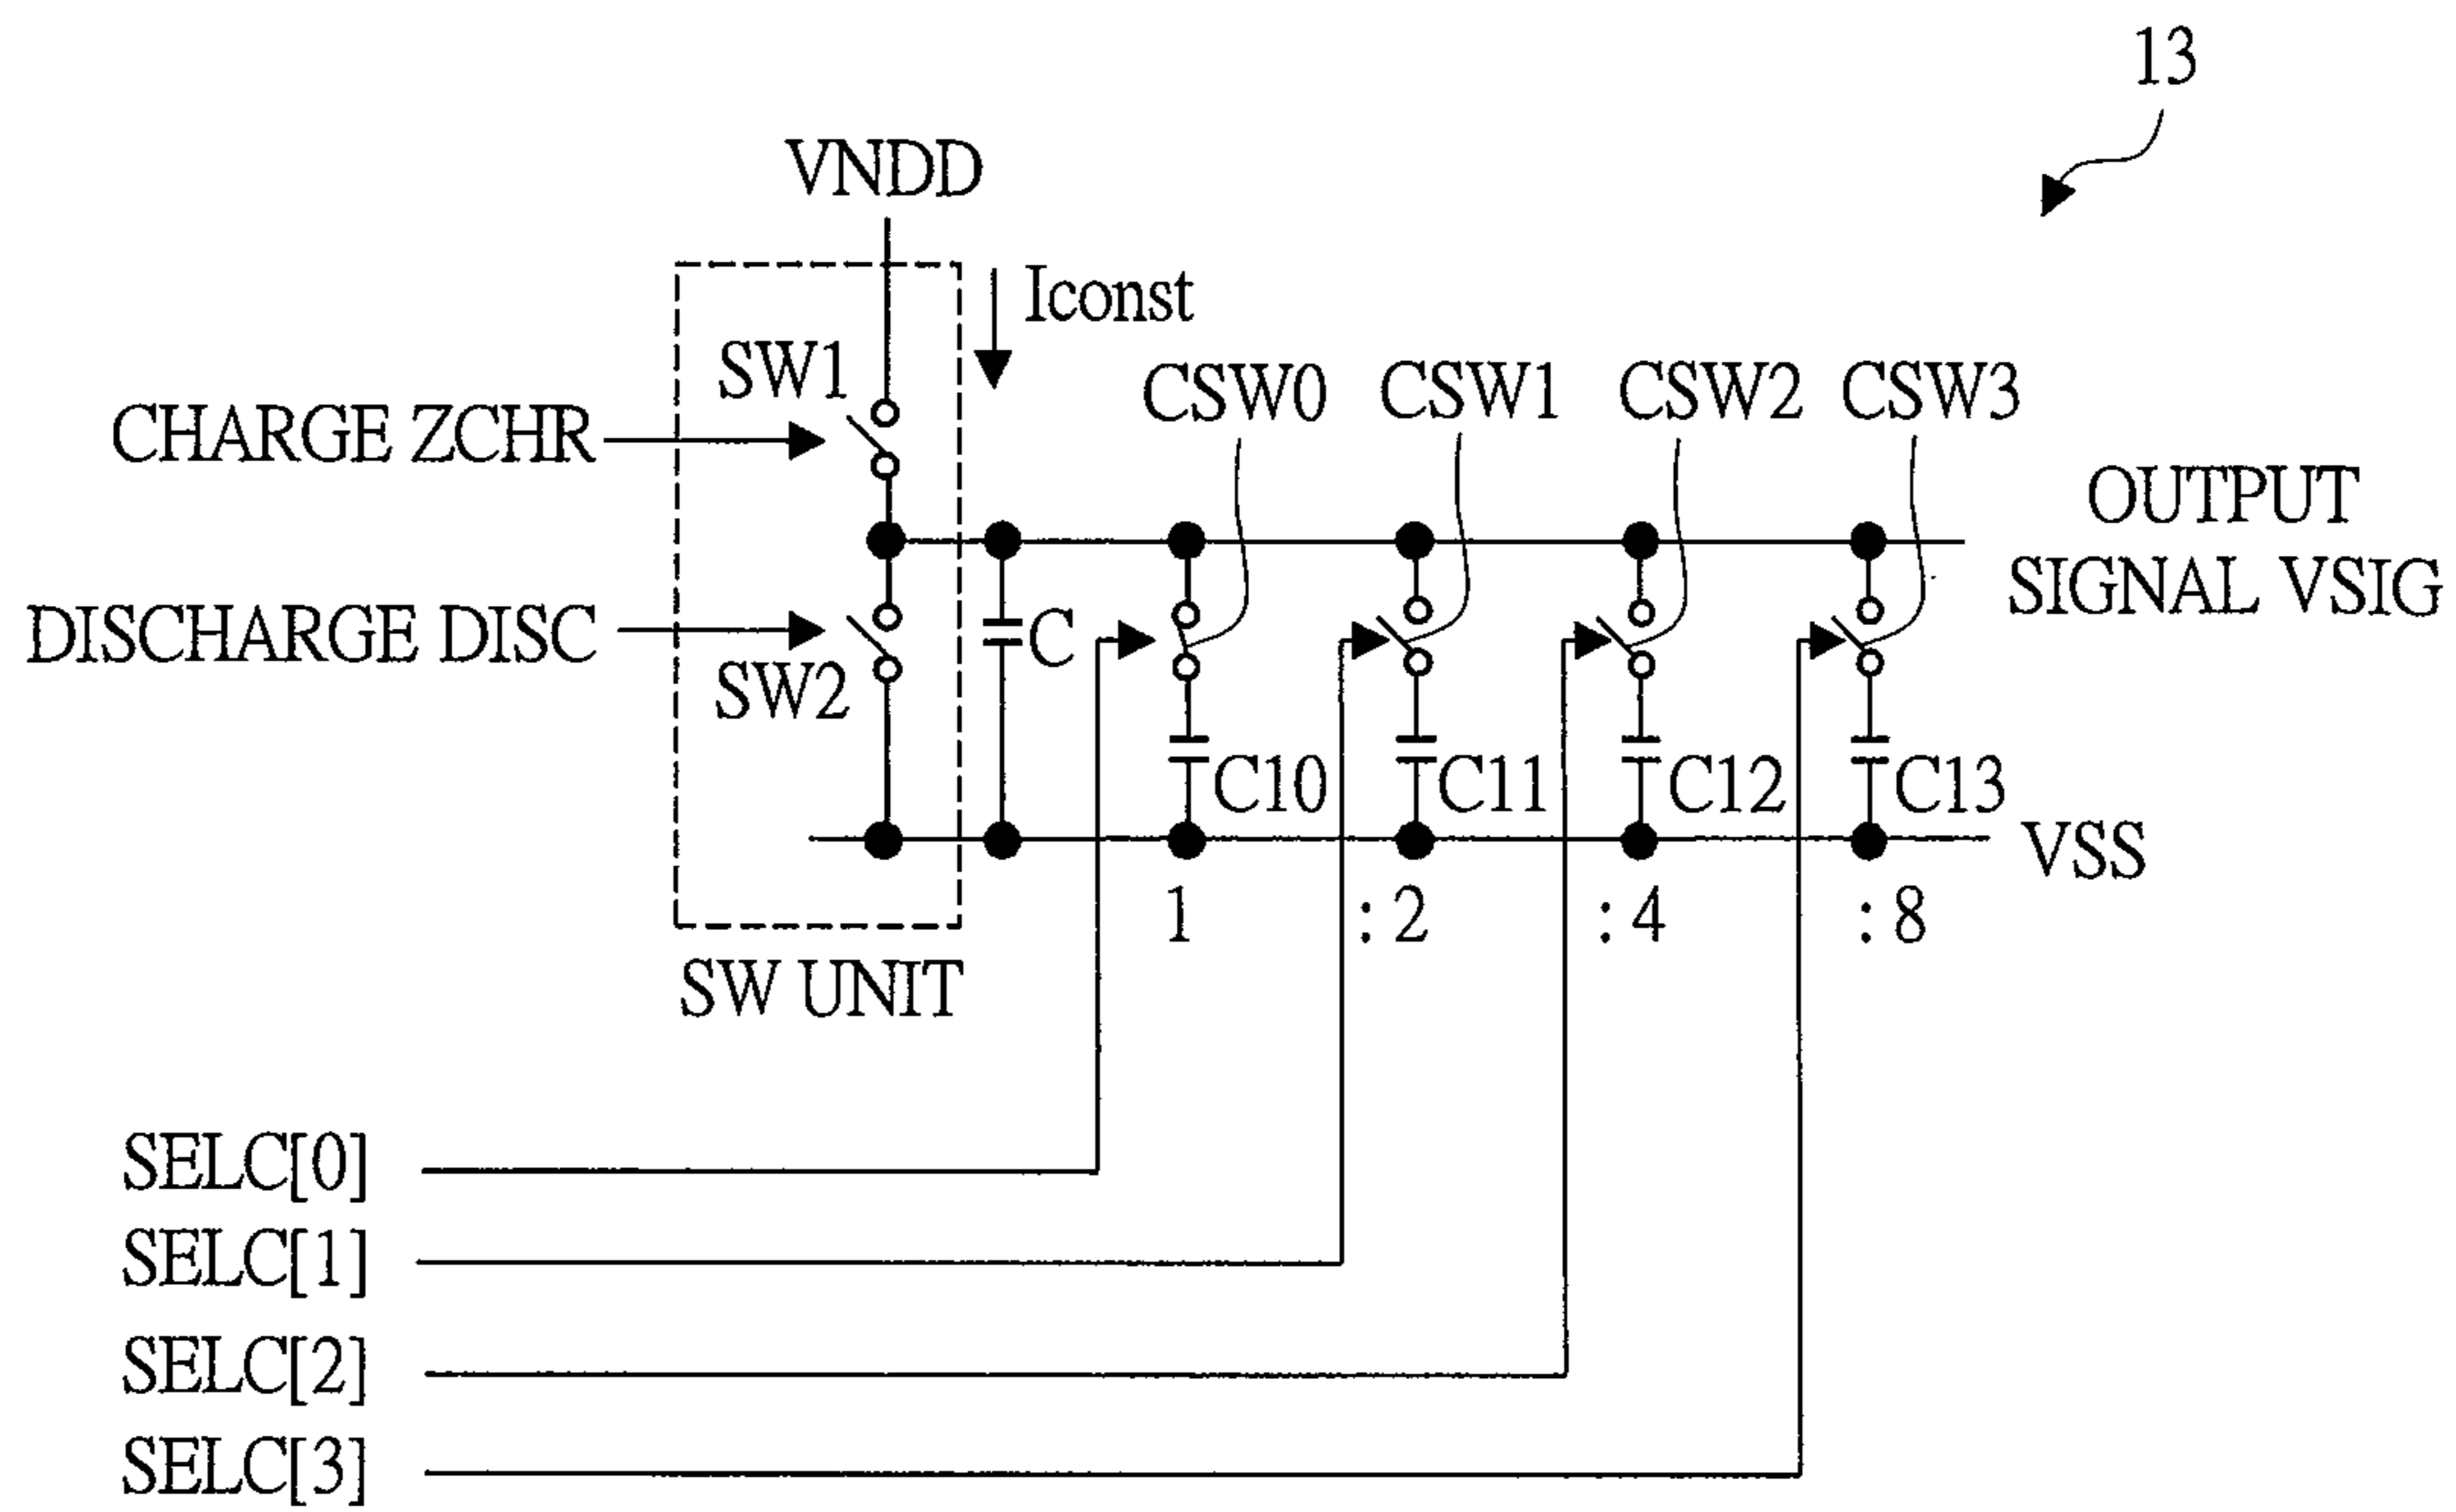 13
VNDD
Iconst
SW1
CSW0 CSW1 CSW2 CSW3
CHARGE ZCHR
OUTPUT
SIGNAL VSIG
DISCHARGE DISC
C
SW2
C10 C11 C12 C13
VSS
1 : 2 : 4 : 8
SW UNIT
SELC[0]
SELC[1]
SELC[2]
SELC[3]